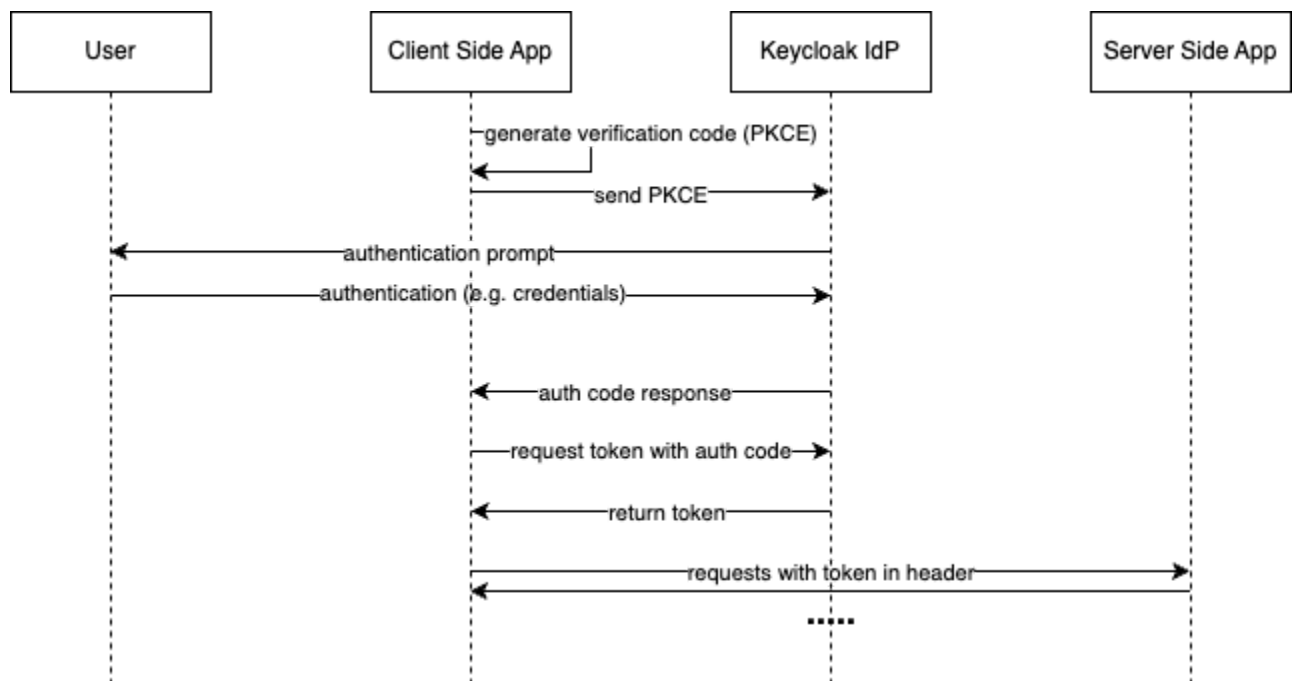 User
Client Side App
Keycloak IdP
Server Side App
generate verification code (PKCE)
send PKCE
authentication prompt
authentication (e.g. credentials)
auth code response
request token with auth code
return token
requests with token in header
.....